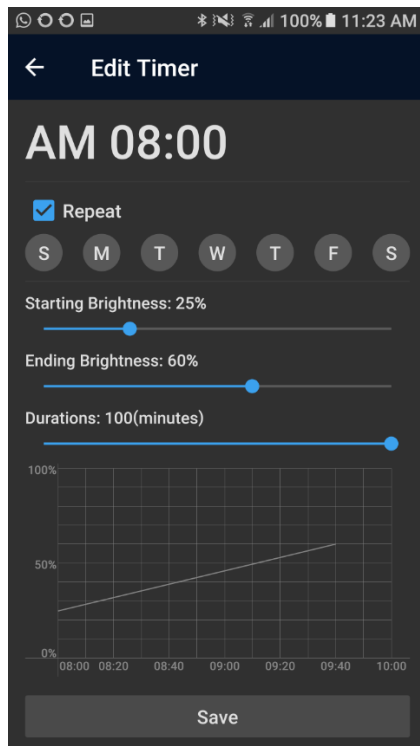 100% 11:23 AM
Edit Timer
AM 08:00
Repeat
S M T W T F S
Starting Brightness: 25%
Ending Brightness: 60%
Durations: 100(minutes)
100%
50%
0%
08:00 08:20 08:40 09:00 09:20 09:40 10:00
Save